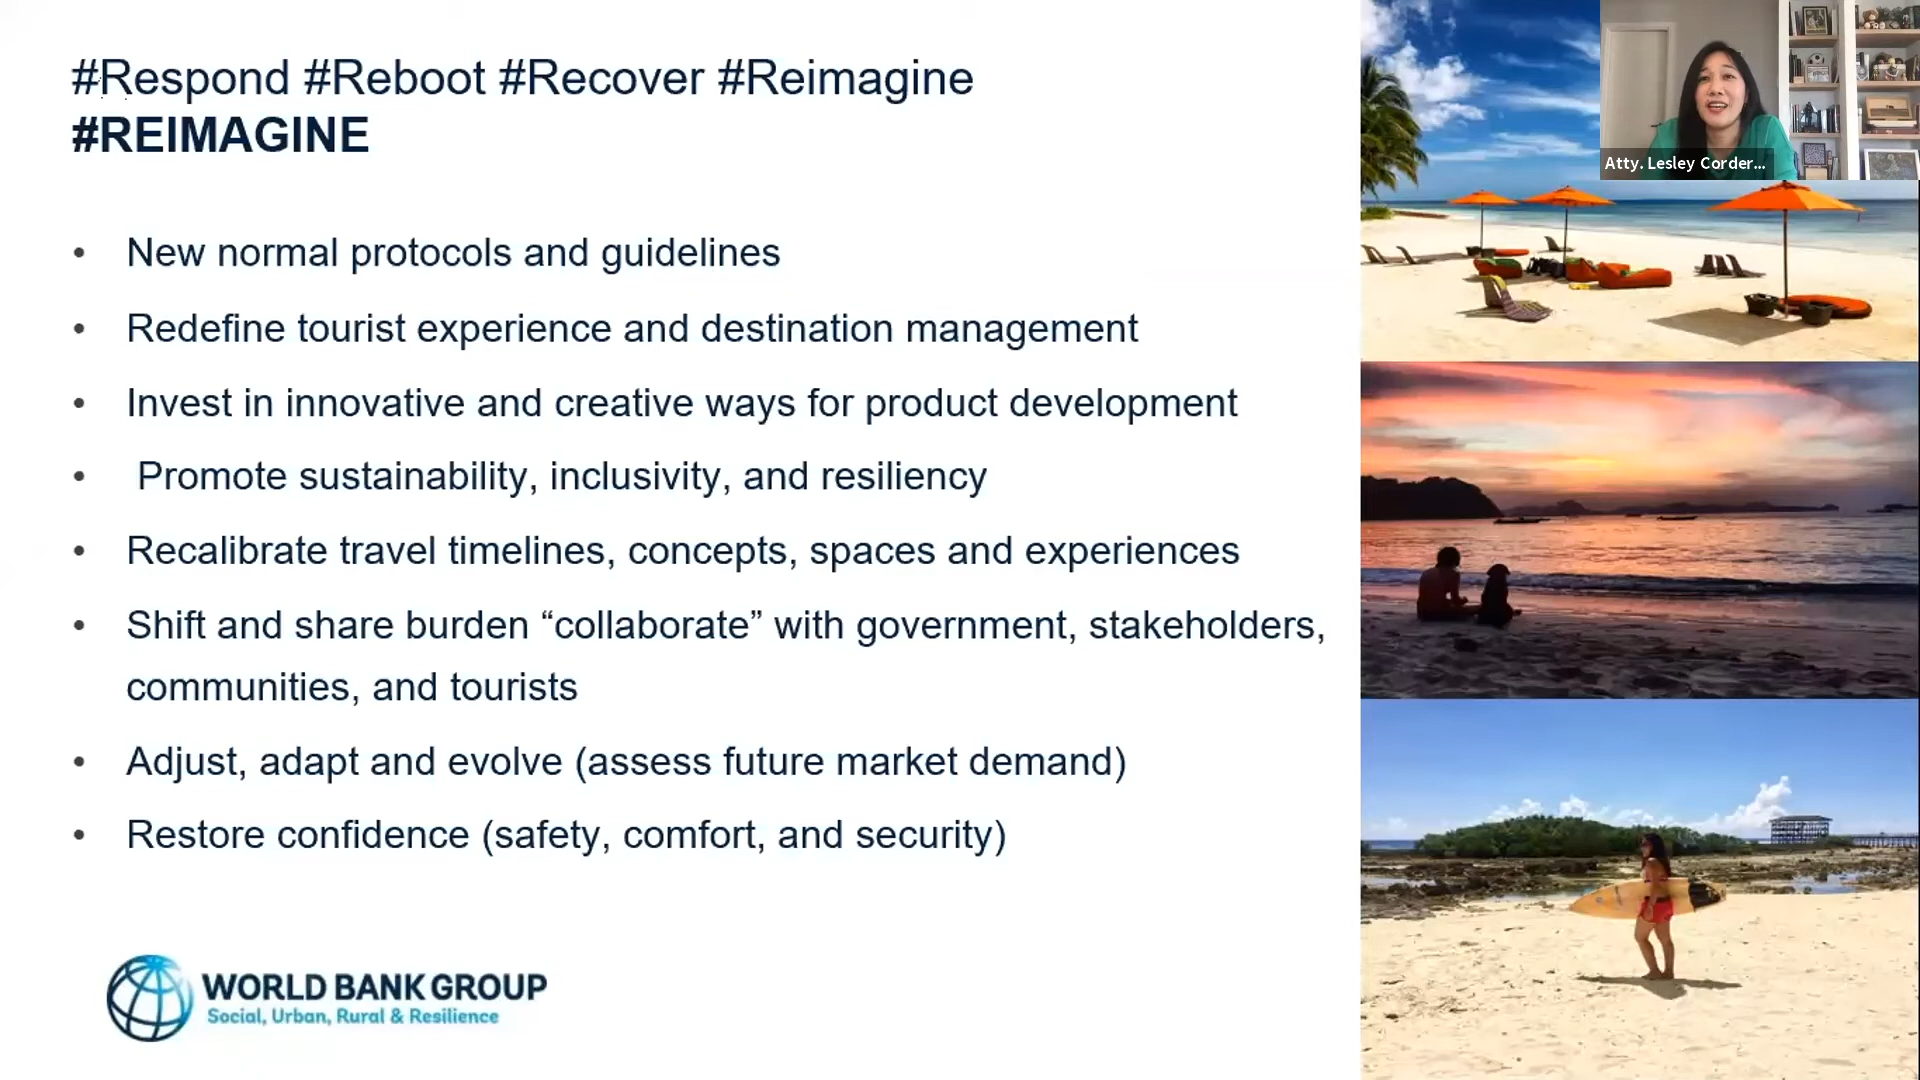 #Respond #Reboot #Recover #Reimagine
#REIMAGINE
• New normal protocols and guidelines
• Redefine tourist experience and destination management
• Invest in innovative and creative ways for product development
• Promote sustainability, inclusivity, and resiliency
• Recalibrate travel timelines, concepts, spaces and experiences
• Shift and share burden “collaborate” with government, stakeholders,
communities, and tourists
• Adjust, adapt and evolve (assess future market demand)
• Restore confidence (safety, comfort, and security)
WORLD BANK GROUP
Social, Urban, Rural & Resilience
Atty. Lesley Corder...